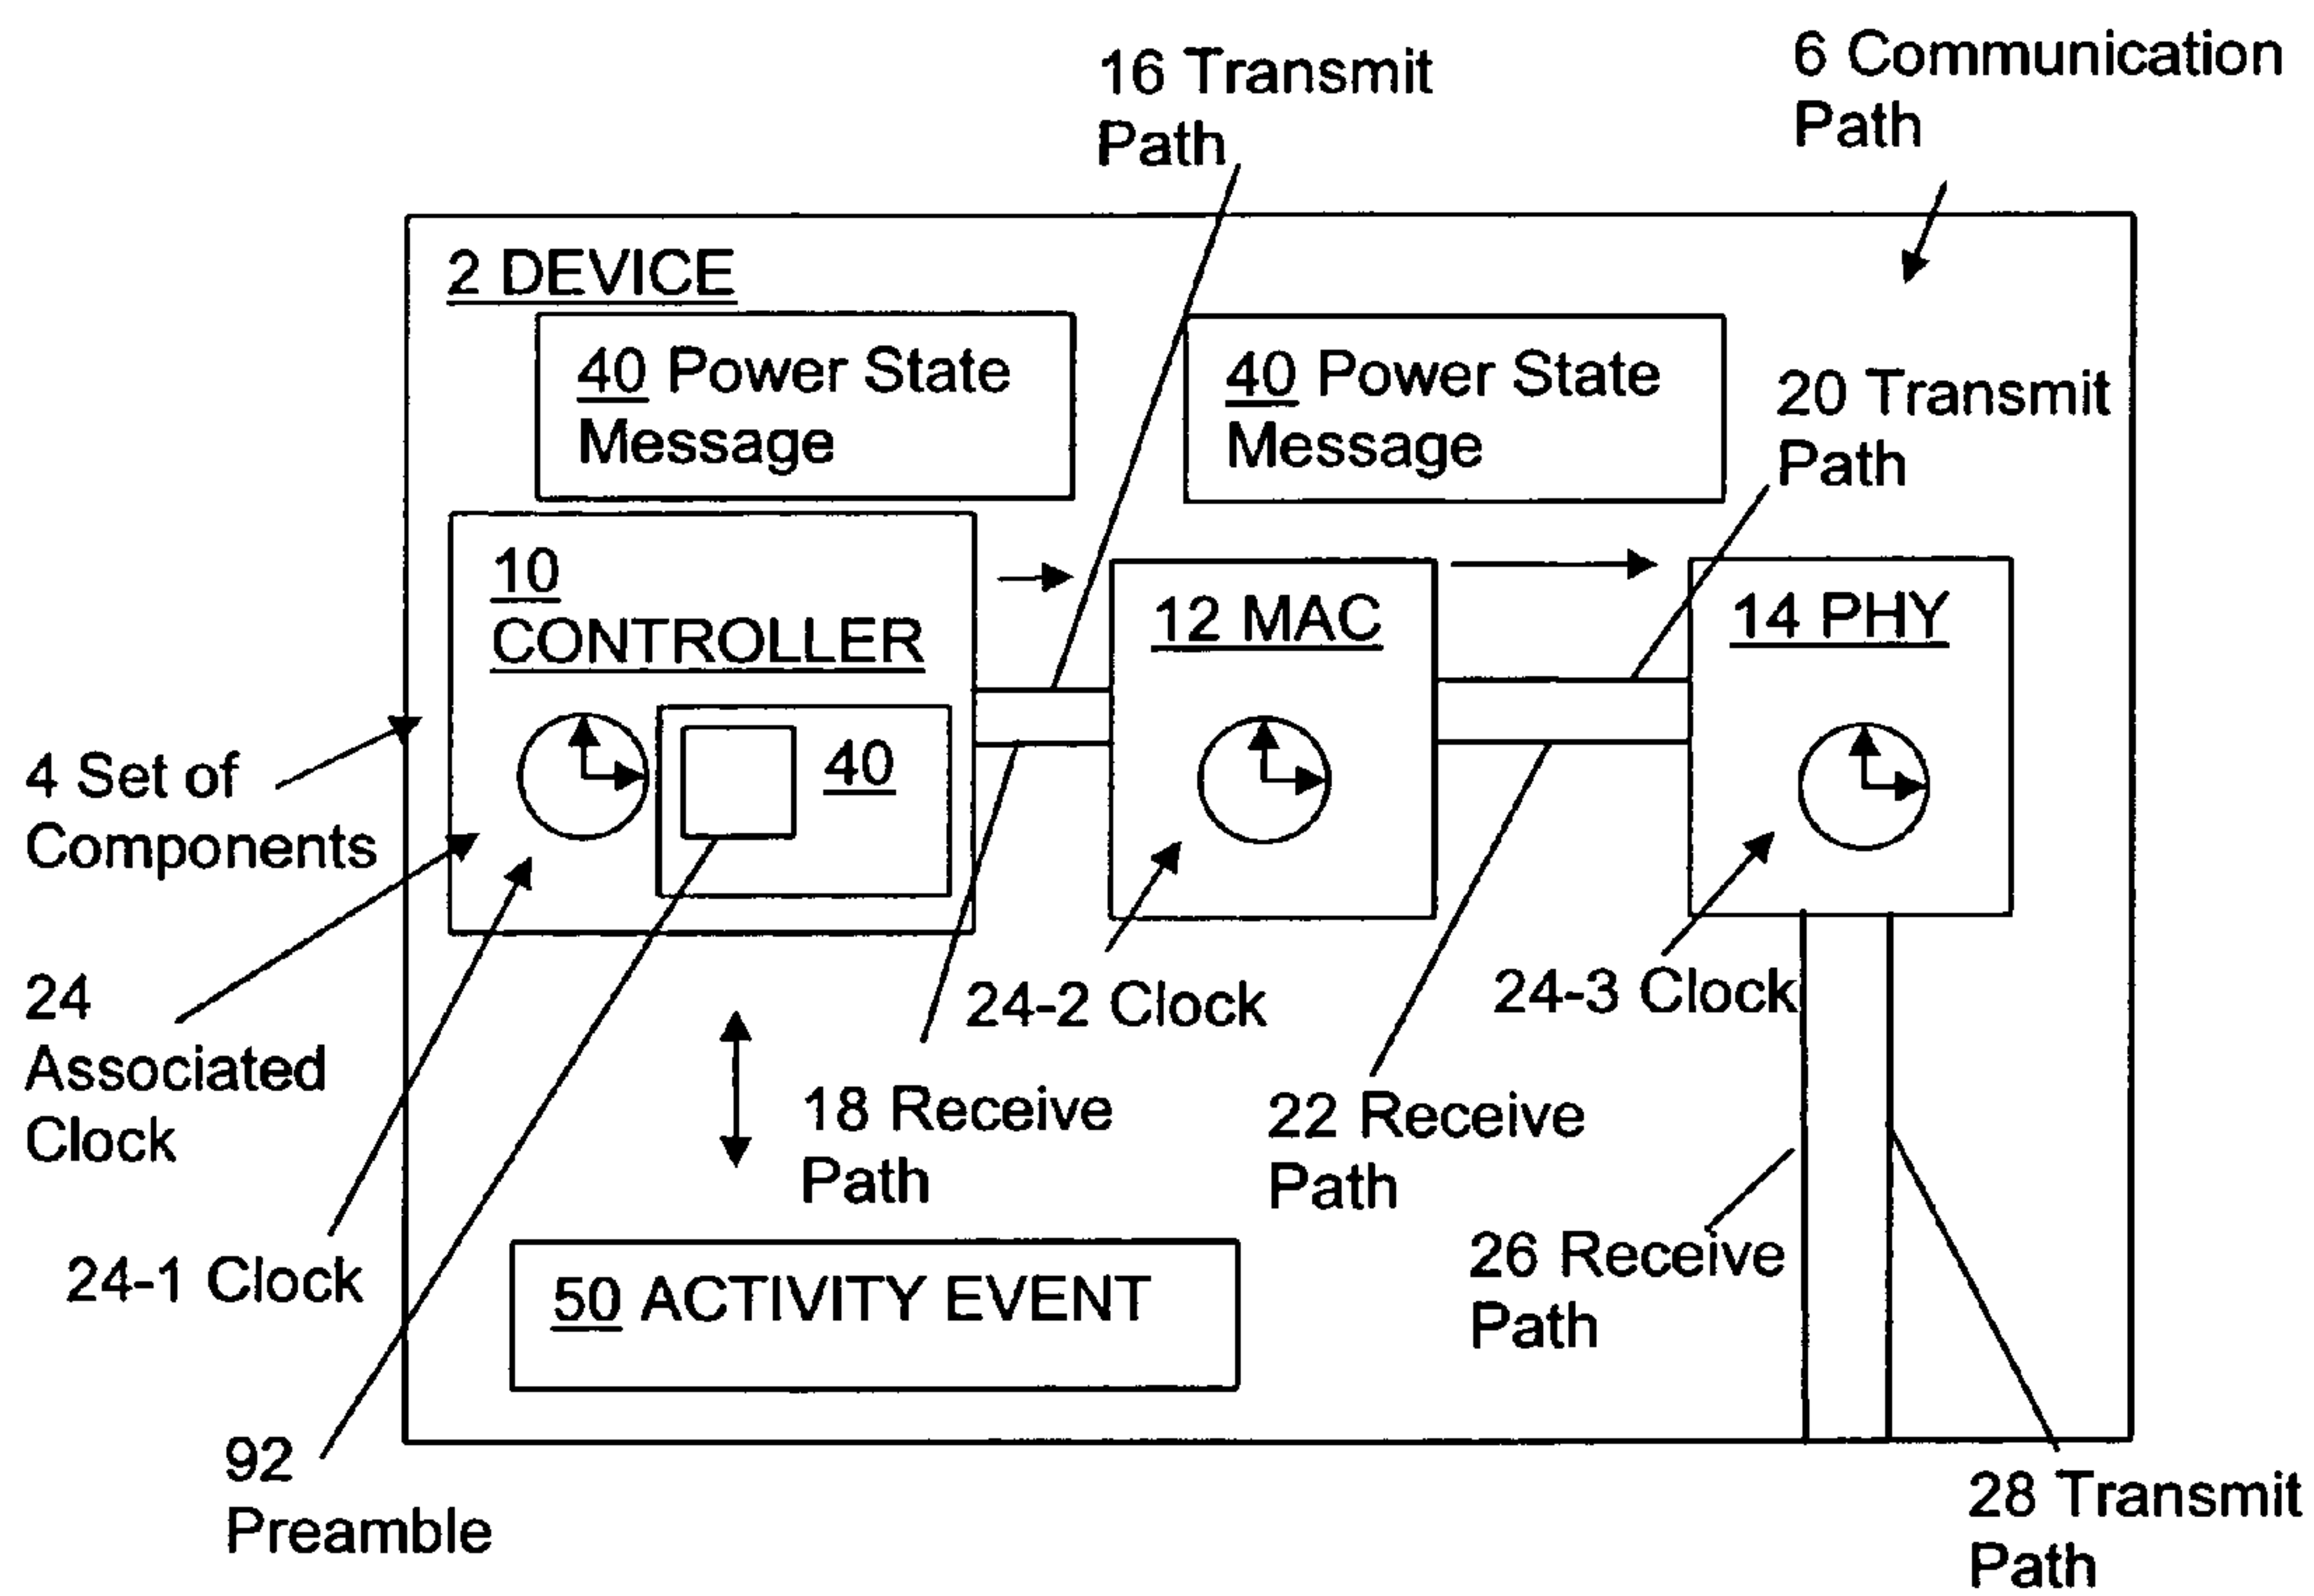 16 Transmit
Path
6 Communication
Path
2 DEVICE
40 Power State
Message
40 Power State
Message
20 Transmit
Path
10
CONTROLLER
12 MAC
14 PHY
40
4 Set of
Components
24
Associated
Clock
24-2 Clock
24-3 Clock
18 Receive
Path
22 Receive
Path
26 Receive
Path
24-1 Clock
50 ACTIVITY EVENT
92
Preamble
28 Transmit
Path